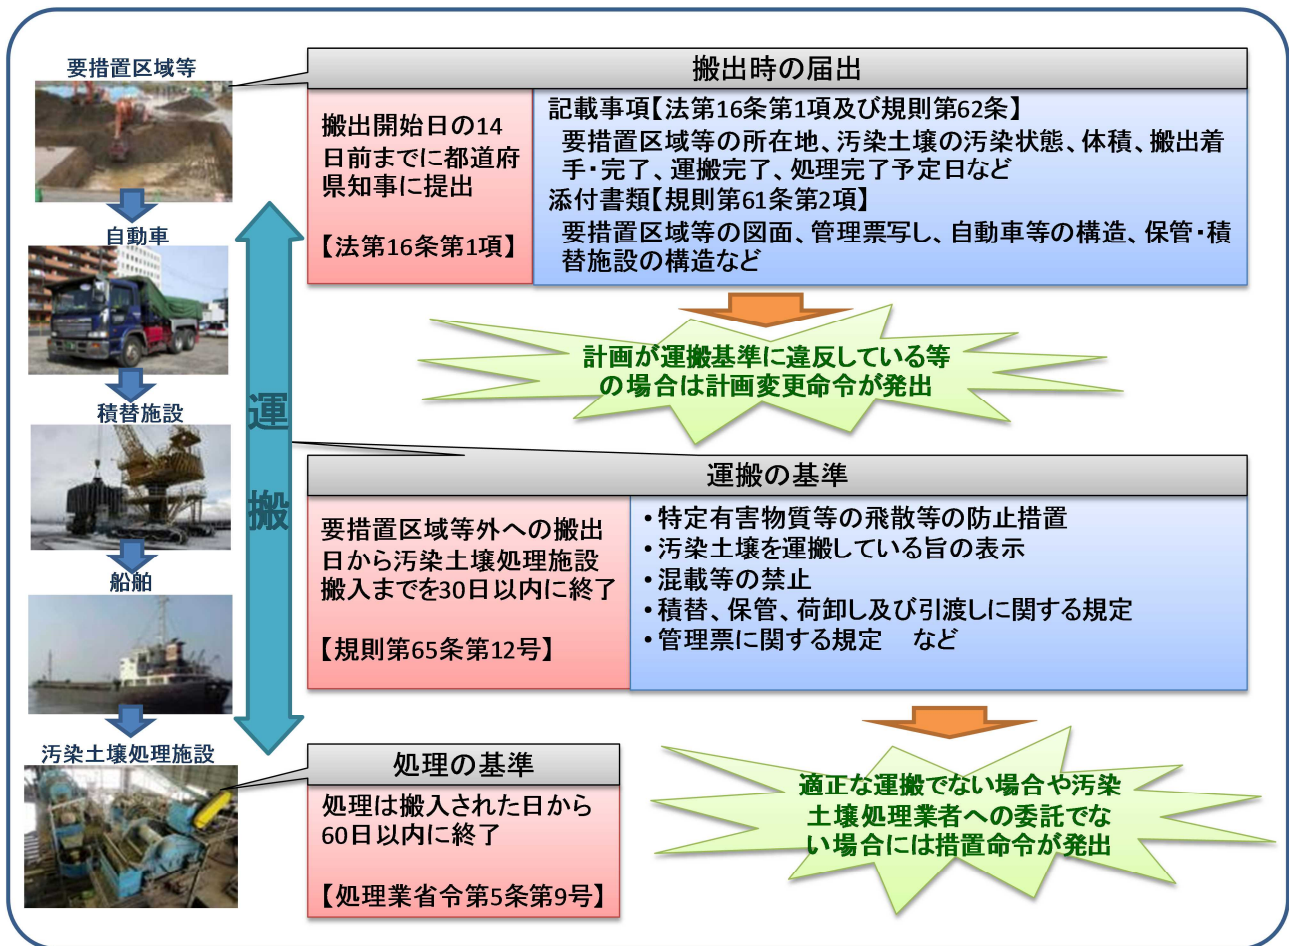 要措置区域等
自動車
積替施設
船舶
汚染土壌処理施設
運
搬
搬出時の届出
搬出開始日の14
日前までに都道府
県知事に提出
【法第16条第1項】
記載事項【法第16条第1項及び規則第62条】
要措置区域等の所在地、汚染土壌の汚染状態、体積、搬出着
手・完了、運搬完了、処理完了予定日など
添付書類【規則第61条第2項】
要措置区域等の図面、管理票写し、自動車等の構造、保管・積
替施設の構造など
計画が運搬基準に違反している等
の場合は計画変更命令が発出
運搬の基準
要措置区域等外への搬出
日から汚染土壌処理施設
搬入までを30日以内に終了
【規則第65条第12号】
・特定有害物質等の飛散等の防止措置
・汚染土壌を運搬している旨の表示
・混載等の禁止
・積替、保管、荷卸し及び引渡しに関する規定
・管理票に関する規定　など
処理の基準
処理は搬入された日から
60日以内に終了
【処理業省令第5条第9号】
適正な運搬でない場合や汚染
土壌処理業者への委託でな
い場合には措置命令が発出